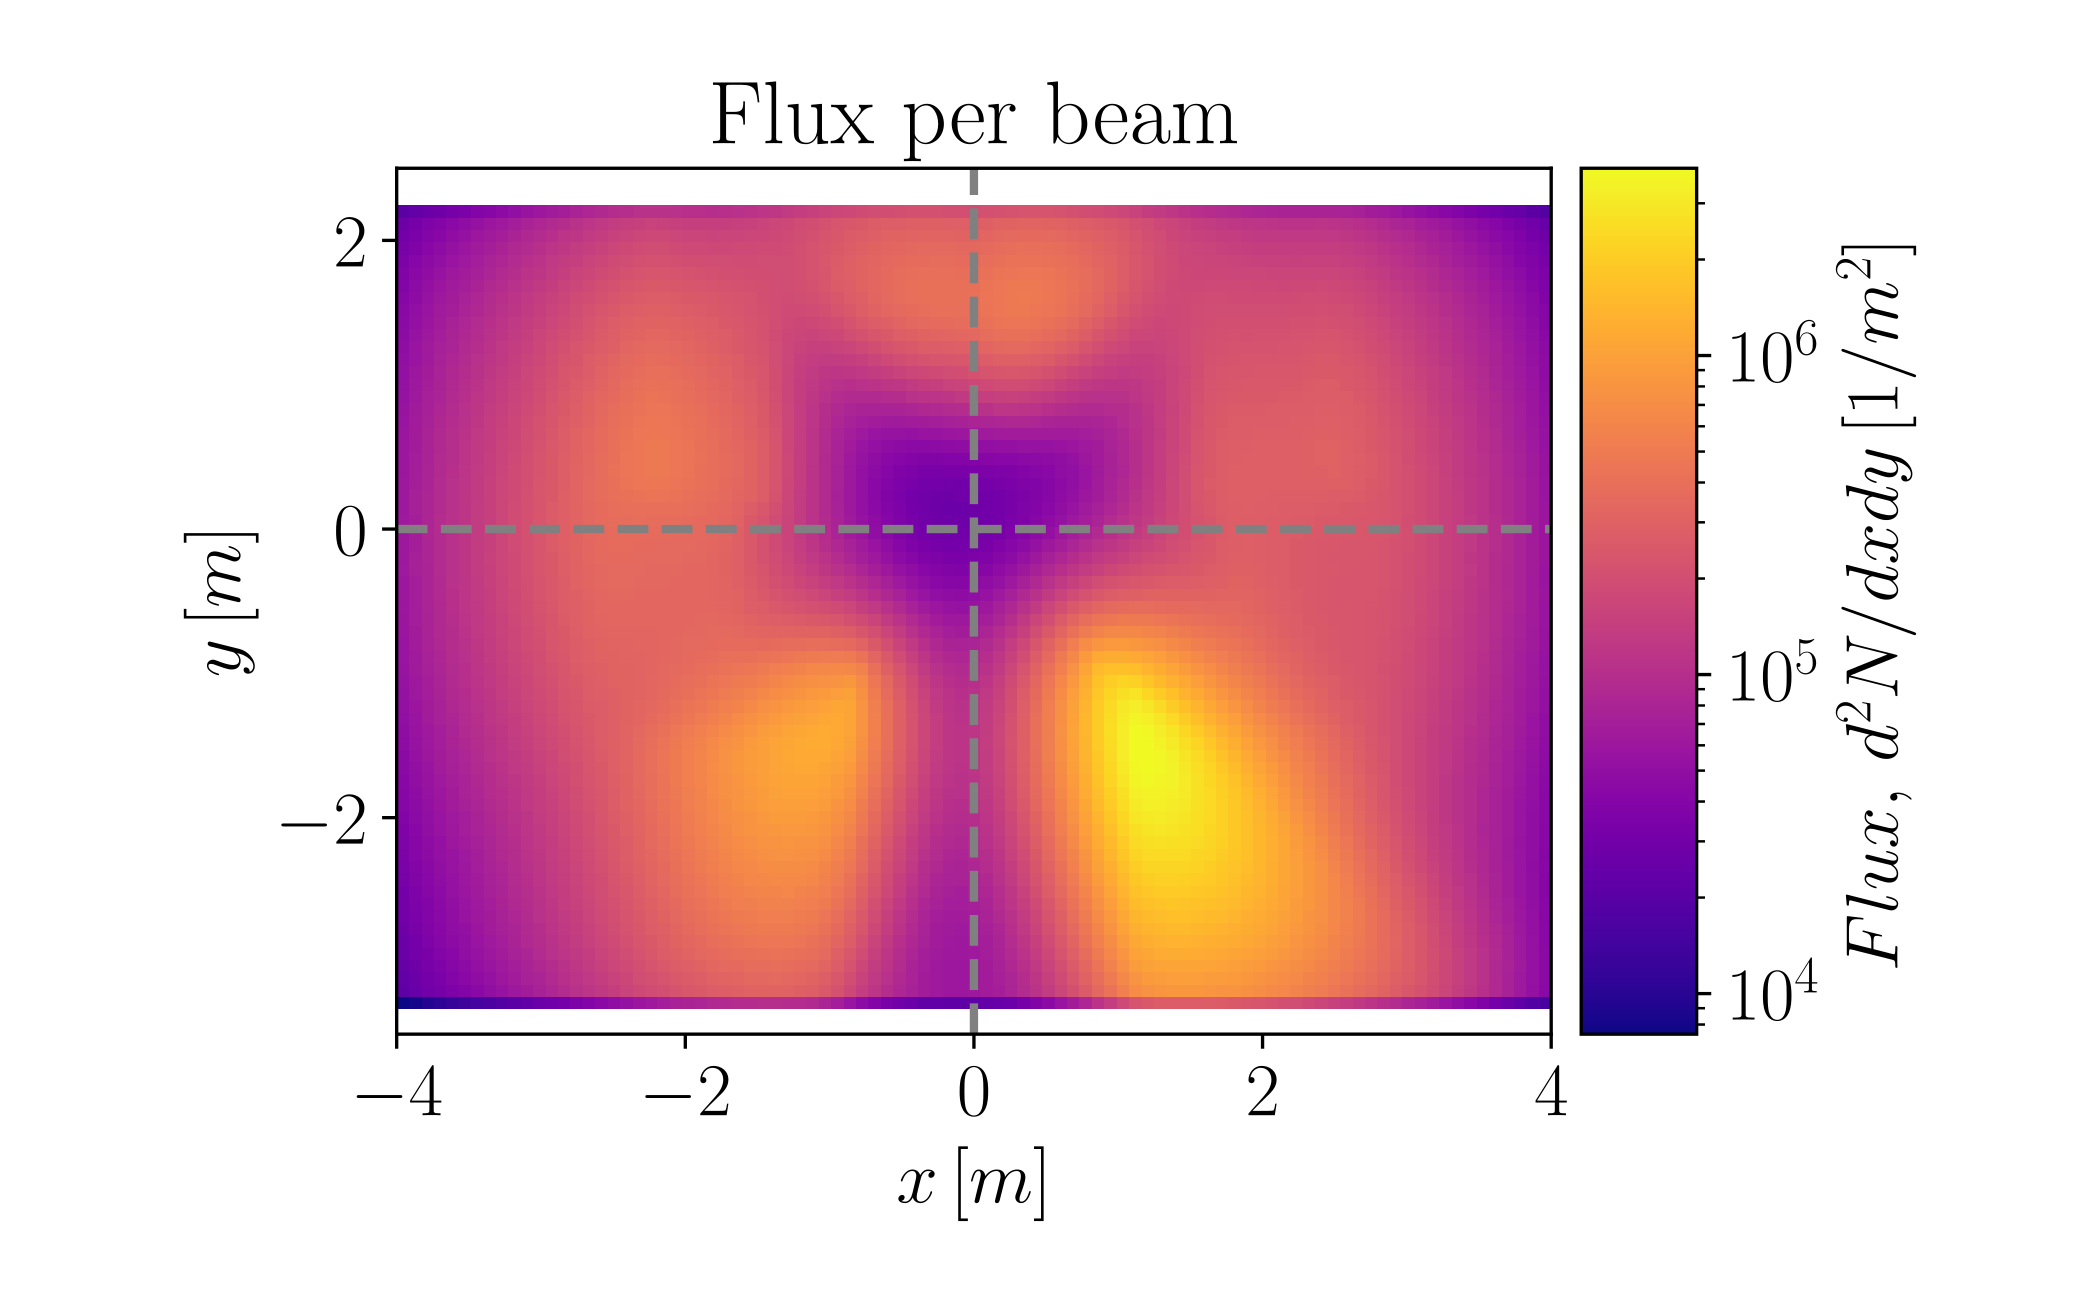 Flux per beam
2
0
−2
y [m]
−4
−2
0
2
4
x [m]
10^6
10^5
10^4
Flux, d^2N/dxdy [1/m^2]